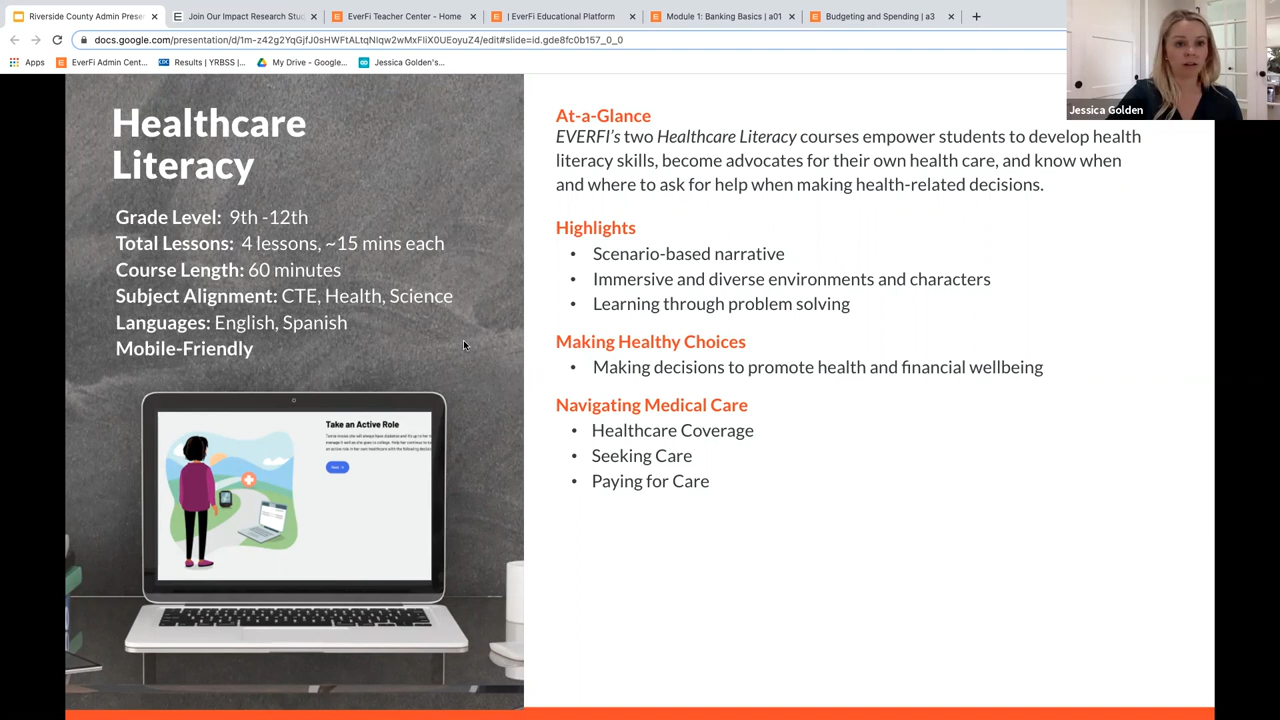 Riverside County Admin Presen
Join Our Impact Research Stud
EverFi Teacher Center - Home
| EverFi Educational Platform
Module 1: Banking Basics | a01
Budgeting and Spending | a3
docs.google.com/presentation/d/1m-z42g2YqGjfJ0sHWFtALtqNlqw2wMxFIiX0UEoyuZ4/edit#slide=id.gde8fc0b157_0_0
Apps
EverFi Admin Cent...
Results | YRBSS |...
My Drive - Google...
Jessica Golden's...
Jessica Golden
Healthcare
Literacy
Grade Level: 9th -12th
Total Lessons: 4 lessons, ~15 mins each
Course Length: 60 minutes
Subject Alignment: CTE, Health, Science
Languages: English, Spanish
Mobile-Friendly
Take an Active Role
Next
At-a-Glance
EVERFI's two Healthcare Literacy courses empower students to develop health
literacy skills, become advocates for their own health care, and know when
and where to ask for help when making health-related decisions.
Highlights
• Scenario-based narrative
• Immersive and diverse environments and characters
• Learning through problem solving
Making Healthy Choices
• Making decisions to promote health and financial wellbeing
Navigating Medical Care
• Healthcare Coverage
• Seeking Care
• Paying for Care